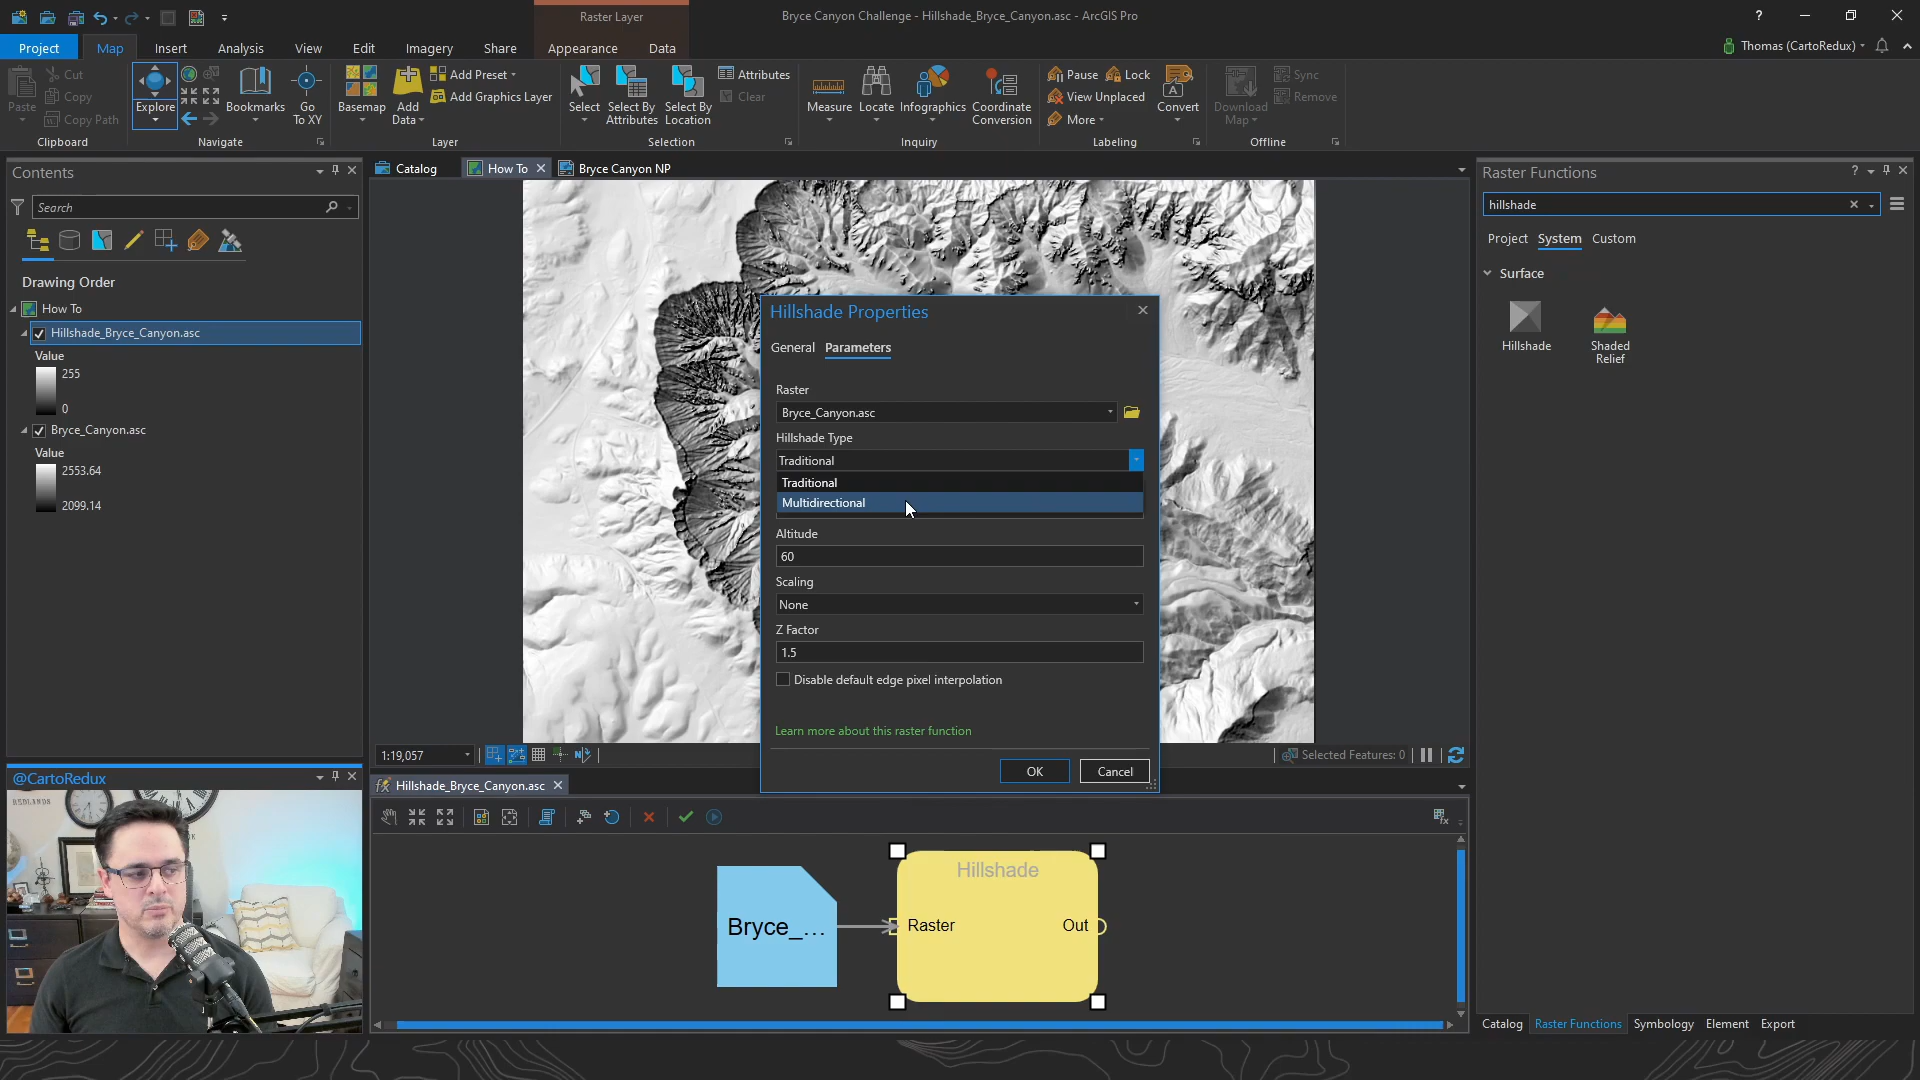 Raster Layer
Bryce Canyon Challenge - Hillshade_Bryce_Canyon.asc - ArcGIS Pro
?
Project
Map
Insert
Analysis
View
Edit
Imagery
Share
Appearance
Data
Thomas (CartoRedux)
Paste
Cut
Copy
Copy Path
Clipboard
Explore
Bookmarks
Go To XY
Navigate
Basemap
Add Data
Add Preset
Add Graphics Layer
Layer
Select
Select By Attributes
Select By Location
Attributes
Clear
Selection
Measure
Locate
Infographics
Coordinate Conversion
Inquiry
Pause
Lock
View Unplaced
More
Convert
Labeling
Download Map
Sync
Remove
Offline
Contents
Search
Drawing Order
How To
Hillshade_Bryce_Canyon.asc
Value
255
0
Bryce_Canyon.asc
Value
2553.64
2099.14
Catalog
How To
Bryce Canyon NP
Hillshade Properties
General
Parameters
Raster
Bryce_Canyon.asc
Hillshade Type
Traditional
Traditional
Multidirectional
Altitude
60
Scaling
None
Z Factor
1.5
Disable default edge pixel interpolation
Learn more about this raster function
OK
Cancel
1:19,057
Selected Features: 0
Raster Functions
?
hillshade
Project
System
Custom
Surface
Hillshade
Shaded Relief
@CartoRedux
REDLANDS
Hillshade_Bryce_Canyon.asc
Bryce_...
Hillshade
Raster
Out
Catalog
Raster Functions
Symbology
Element
Export